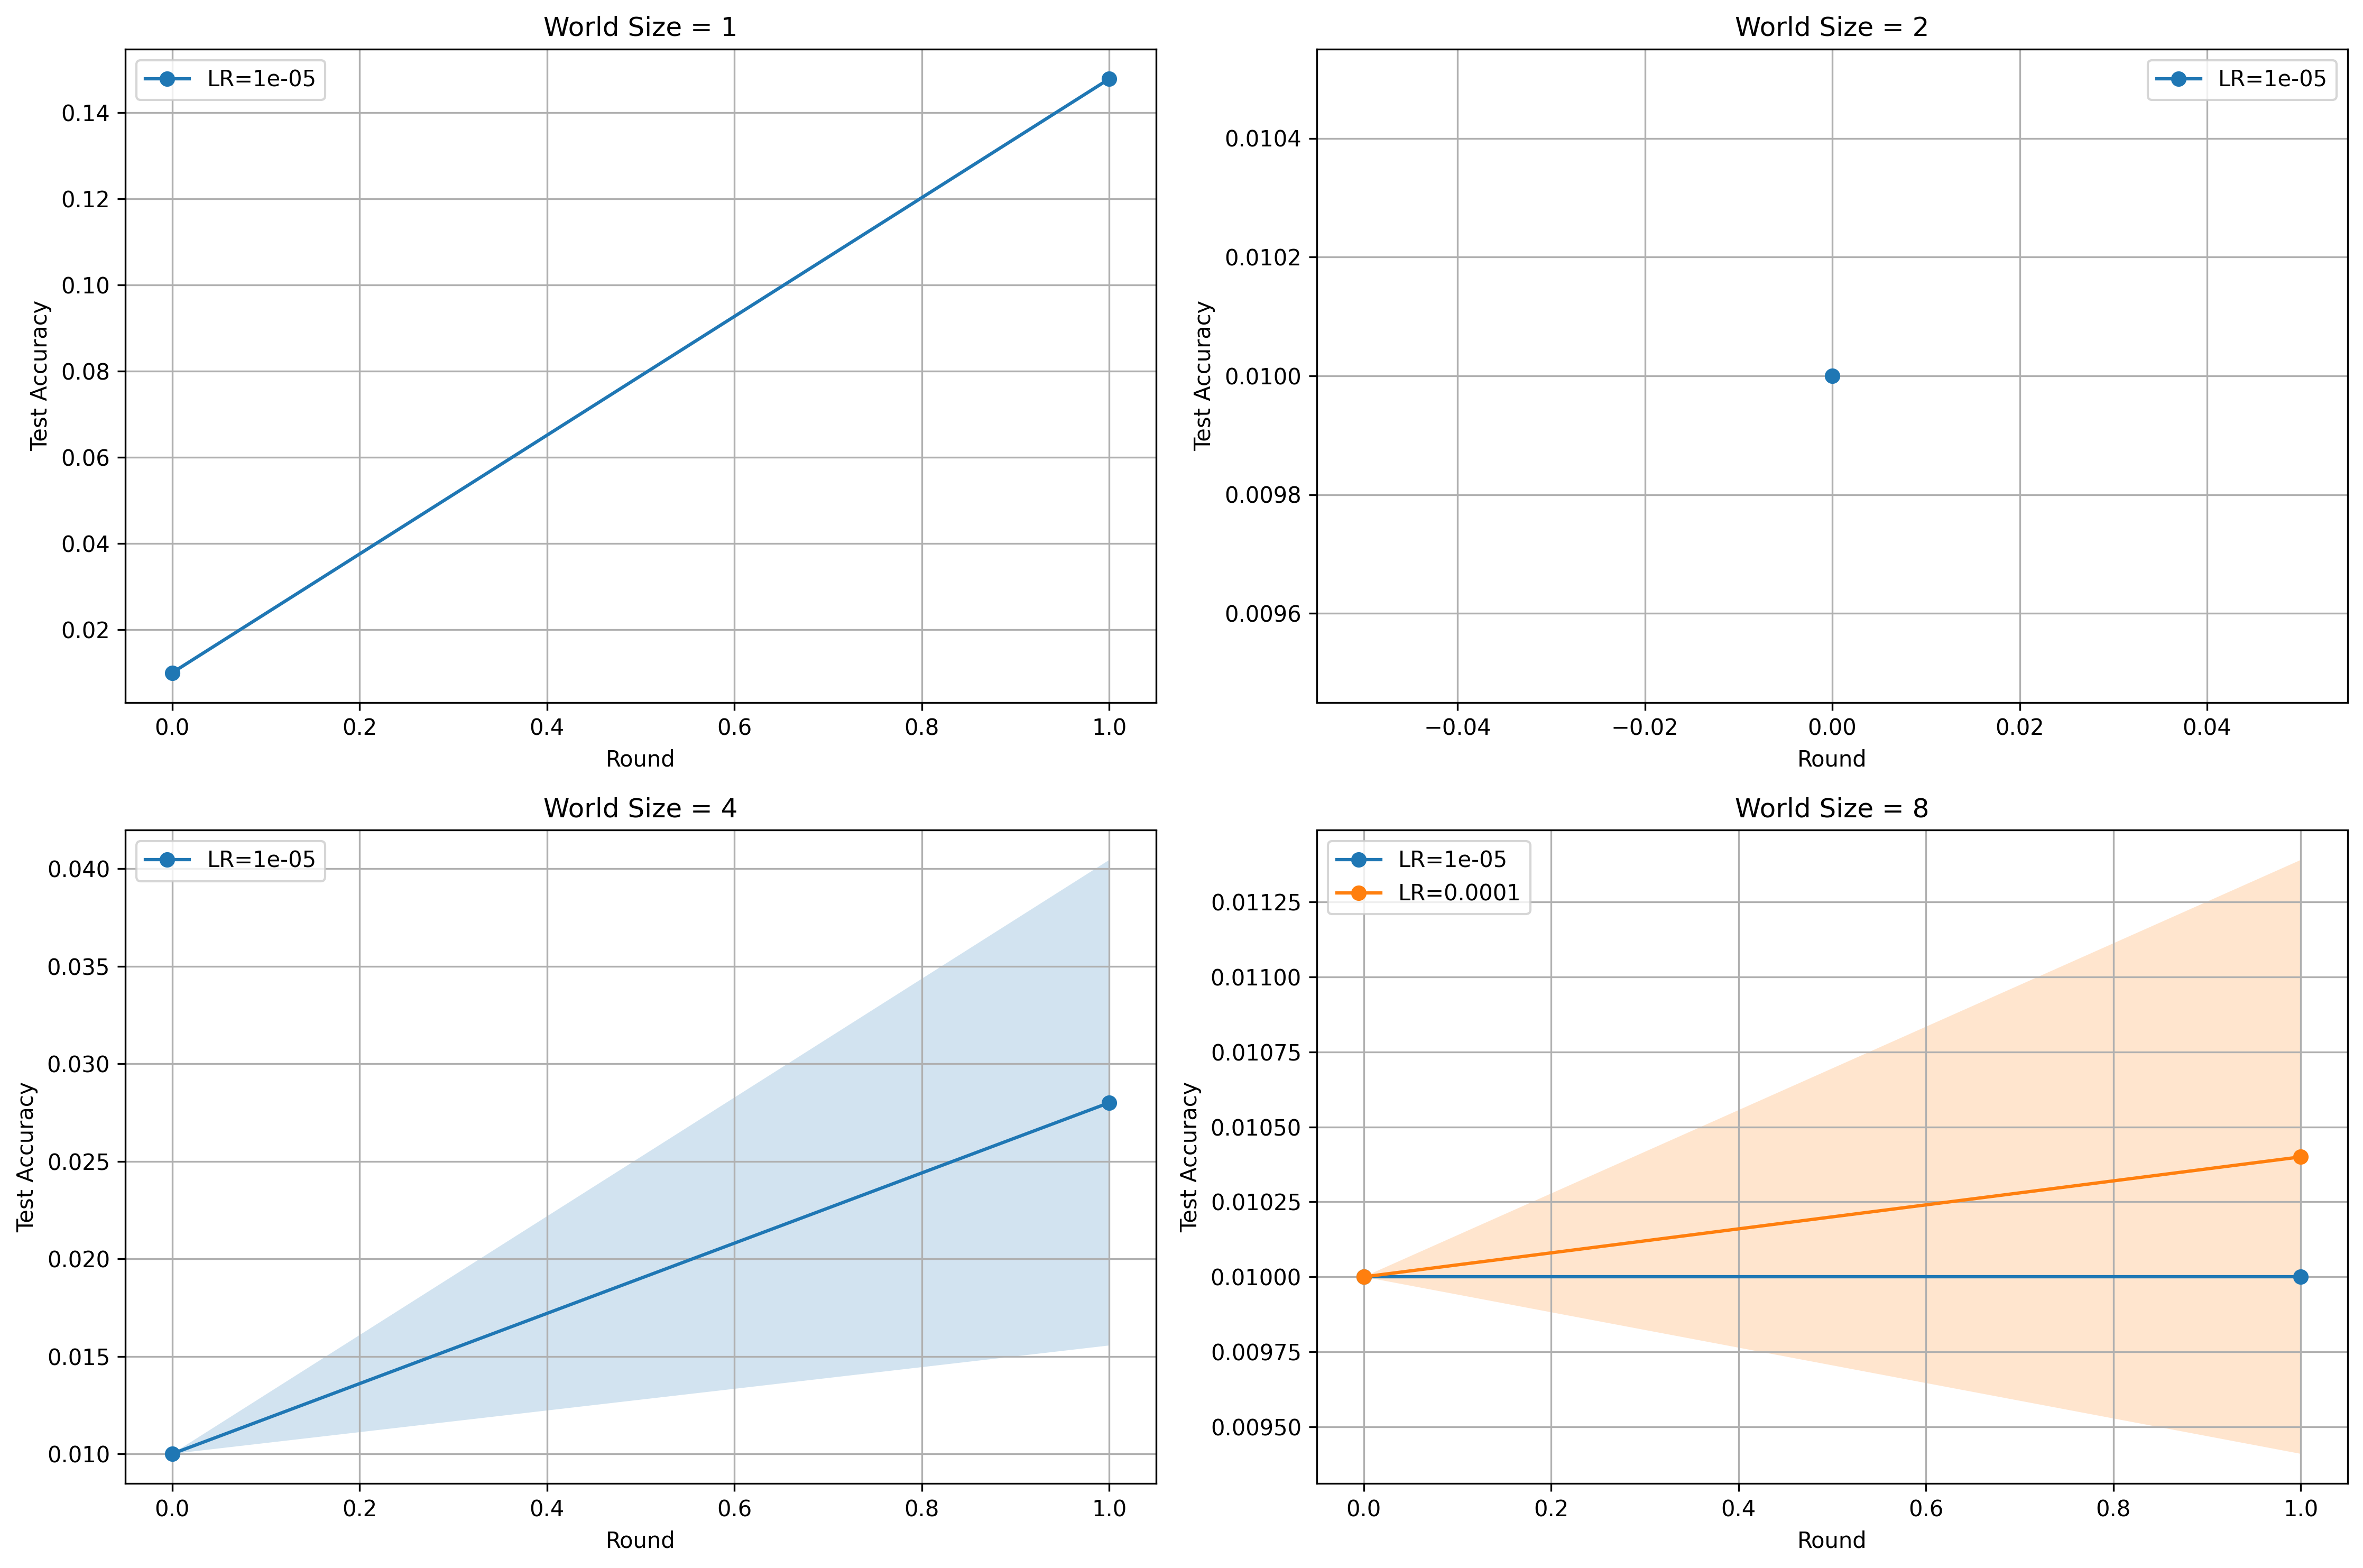 World Size = 1
LR=1e-05
Test Accuracy
0.14
0.12
0.10
0.08
0.06
0.04
0.02
0.0 0.2 0.4 0.6 0.8 1.0
Round
World Size = 2
LR=1e-05
Test Accuracy
0.0104
0.0102
0.0100
0.0098
0.0096
−0.04 −0.02 0.00 0.02 0.04
Round
World Size = 4
LR=1e-05
Test Accuracy
0.040
0.035
0.030
0.025
0.020
0.015
0.010
0.0 0.2 0.4 0.6 0.8 1.0
Round
World Size = 8
LR=1e-05
LR=0.0001
Test Accuracy
0.01125
0.01100
0.01075
0.01050
0.01025
0.01000
0.00975
0.00950
0.0 0.2 0.4 0.6 0.8 1.0
Round